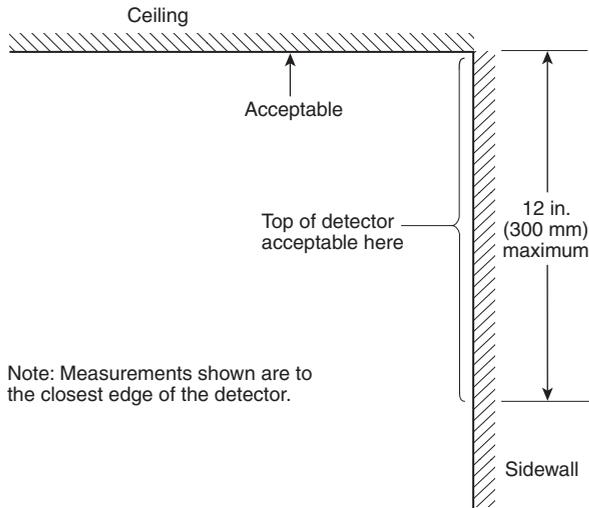 Ceiling
Acceptable
Top of detector
acceptable here
12 in.
(300 mm)
maximum
Note: Measurements shown are to
the closest edge of the detector.
Sidewall